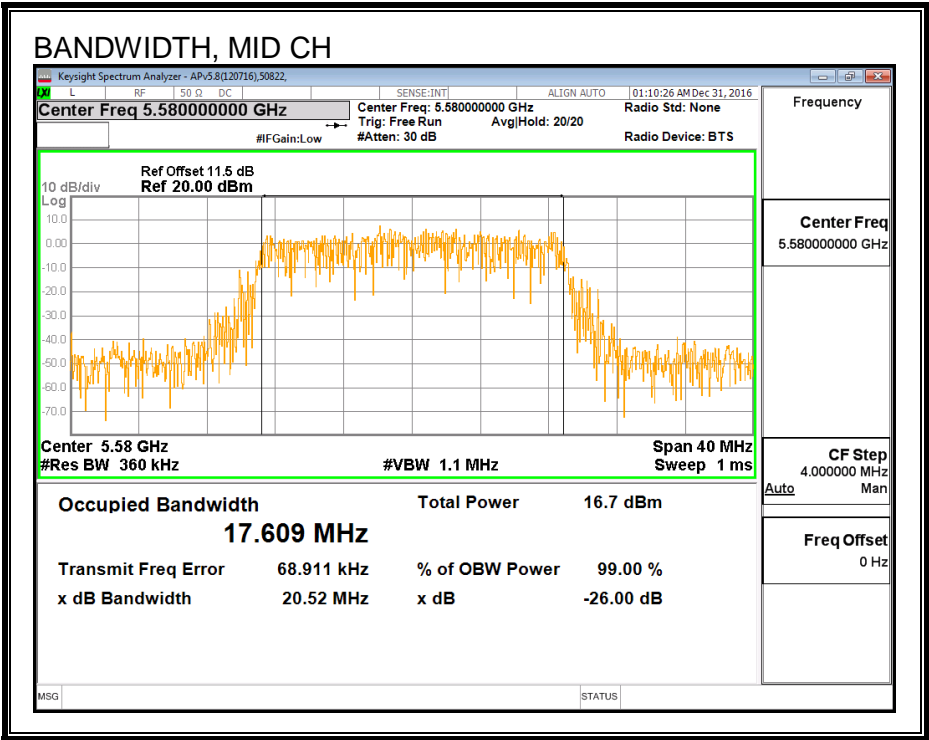 BANDWIDTH, MID CH
Keysight Spectrum Analyzer - APv5.8(120716),50822,
LXI L RF 50 Ω DC SENSE:INT ALIGN AUTO 01:10:26 AM Dec 31, 2016
Center Freq 5.580000000 GHz
Center Freq: 5.580000000 GHz
Radio Std: None
Trig: Free Run Avg|Hold: 20/20
#IFGain:Low
#Atten: 30 dB
Radio Device: BTS
Ref Offset 11.5 dB
10 dB/div Ref 20.00 dBm
Log
10.0
0.00
-10.0
-20.0
-30.0
-40.0
-50.0
-60.0
-70.0
Center 5.58 GHz Span 40 MHz
#Res BW 360 kHz #VBW 1.1 MHz Sweep 1 ms
Occupied Bandwidth Total Power 16.7 dBm
17.609 MHz
Transmit Freq Error 68.911 kHz % of OBW Power 99.00 %
x dB Bandwidth 20.52 MHz x dB -26.00 dB
MSG STATUS
Frequency
Center Freq
5.580000000 GHz
CF Step
4.000000 MHz
Auto Man
Freq Offset
0 Hz